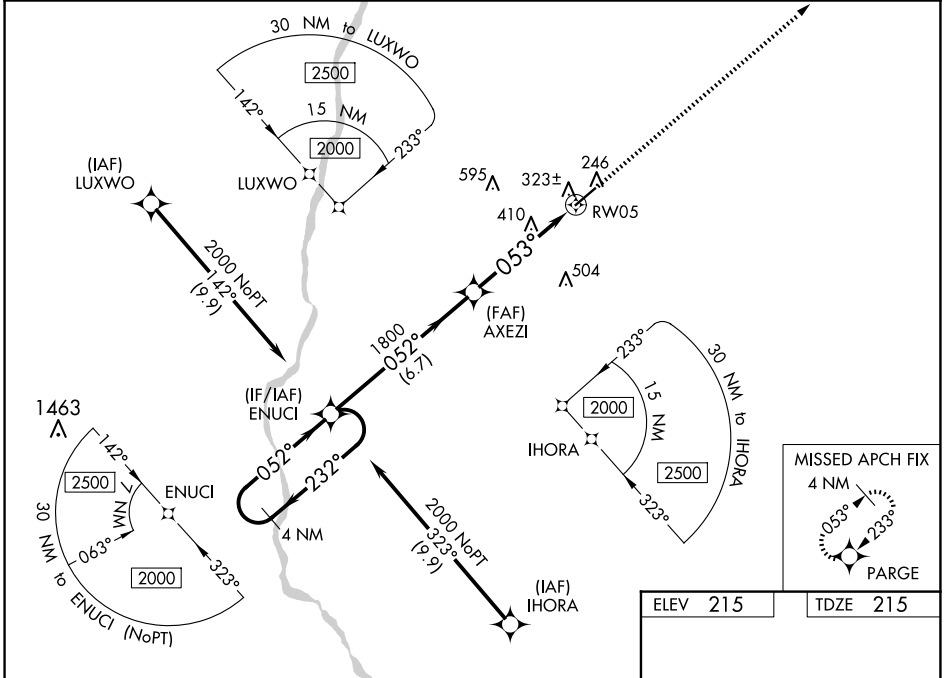 30 NM to LUXWO
2500
142°
15 NM
2000
233°
LUXWO
(IAF)
LUXWO
2000 NoPT
142°
(9.9)
595
323±
246
RW05
410
053°
504
(FAF)
AXEZI
1800
052°
(6.7)
(IF/IAF)
ENUCI
052°
232°
4 NM
1463
142°
2500
7 NM
ENUCI
063°
2000
323°
30 NM to ENUCI (NoPT)
233°
30 NM to IHORA
15 NM
2000
IHORA
2500
323°
2000 NoPT
323°
(9.9)
(IAF)
IHORA
MISSED APCH FIX
4 NM
053°
233°
PARGE
ELEV 215
TDZE 215